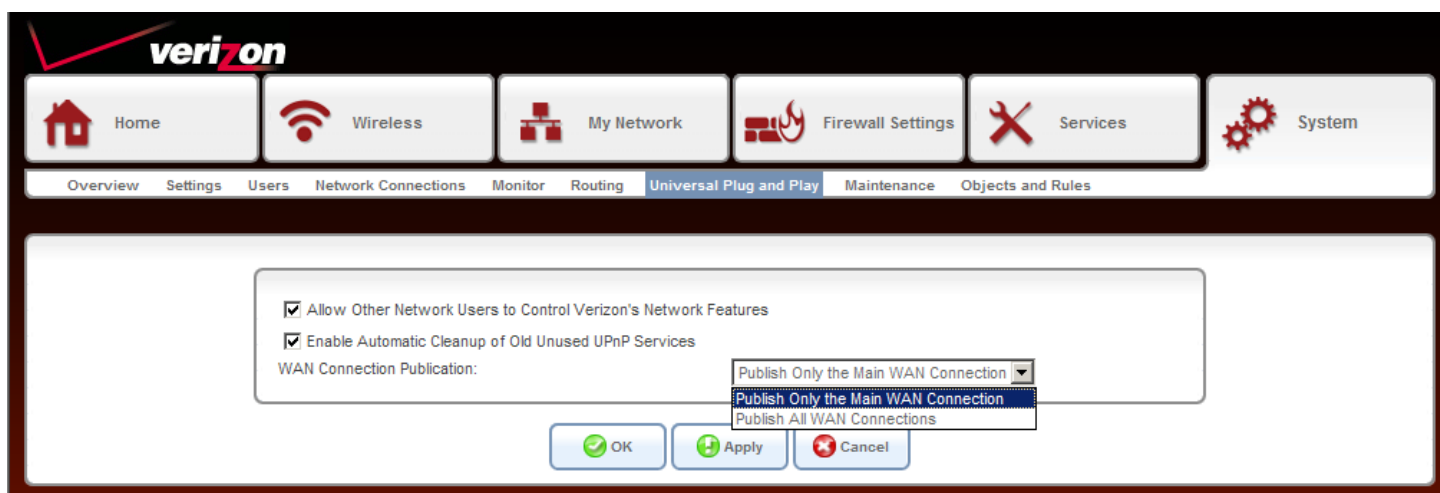 verizon
Home Wireless My Network Firewall Settings Services System
Overview Settings Users Network Connections Monitor Routing Universal Plug and Play Maintenance Objects and Rules
Allow Other Network Users to Control Verizon's Network Features
Enable Automatic Cleanup of Old Unused UPnP Services
WAN Connection Publication: Publish Only the Main WAN Connection
Publish Only the Main WAN Connection
Publish All WAN Connections
OK Apply Cancel